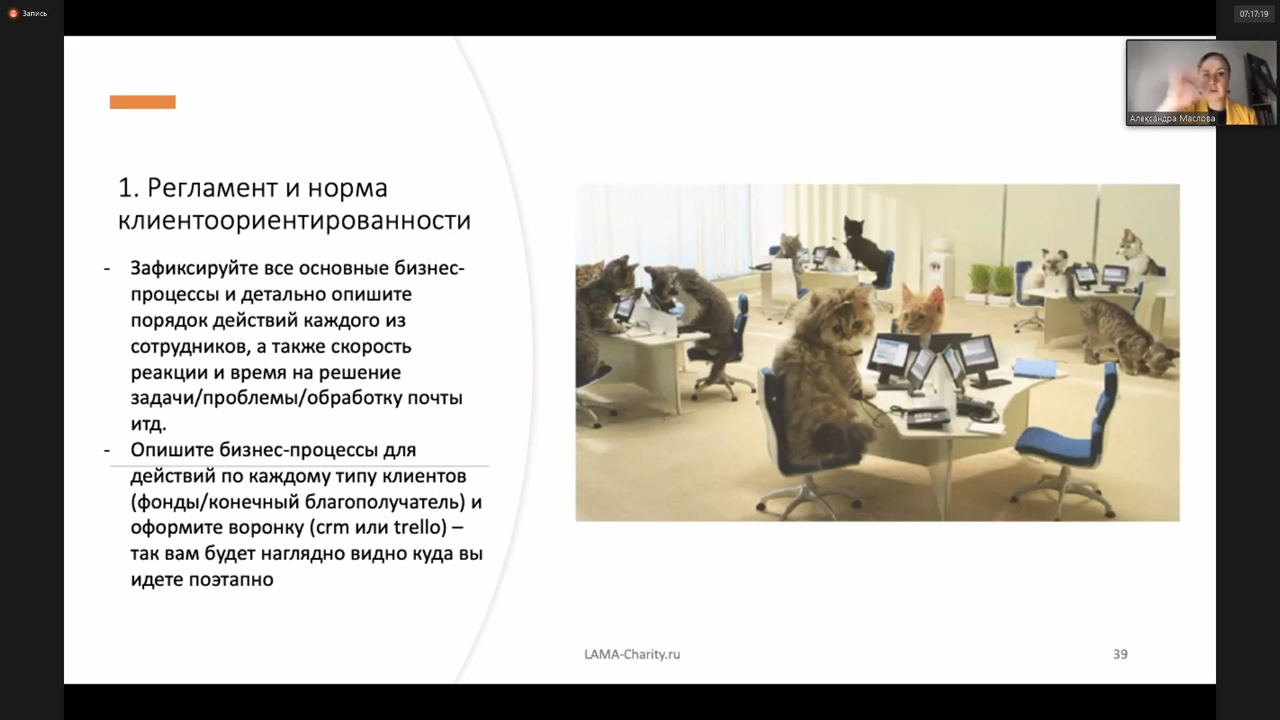 Запись
07:17:19
Александра Маслова
1. Регламент и норма
клиентоориентированности
- Зафиксируйте все основные бизнес-
процессы и детально опишите
порядок действий каждого из
сотрудников, а также скорость
реакции и время на решение
задачи/проблемы/обработку почты
итд.
- Опишите бизнес-процессы для
действий по каждому типу клиентов
(фонды/конечный благополучатель) и
оформите воронку (crm или trello) –
так вам будет наглядно видно куда вы
идете поэтапно
LAMA-Charity.ru
39